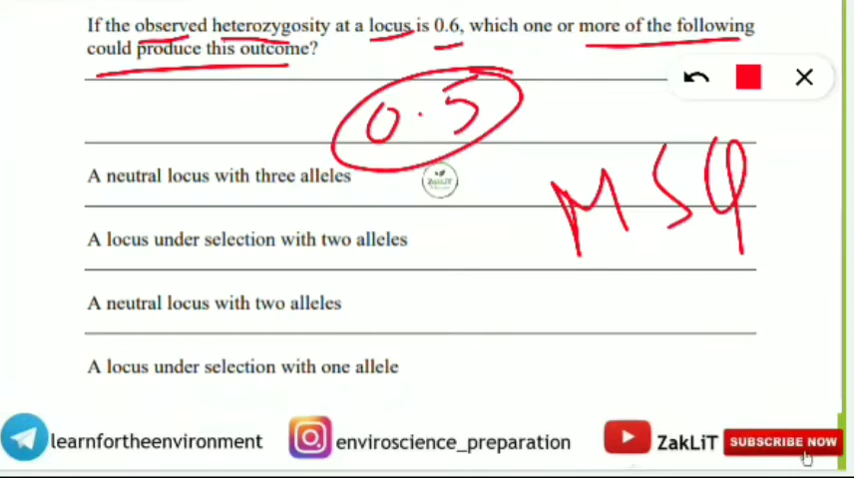 If the observed heterozygosity at a locus is 0.6, which one or more of the following
could produce this outcome?
0.5
A neutral locus with three alleles
ZakLiT
MSQ
A locus under selection with two alleles
A neutral locus with two alleles
A locus under selection with one allele
learnfortheenvironment
enviroscience_preparation
ZakLiT
SUBSCRIBE NOW